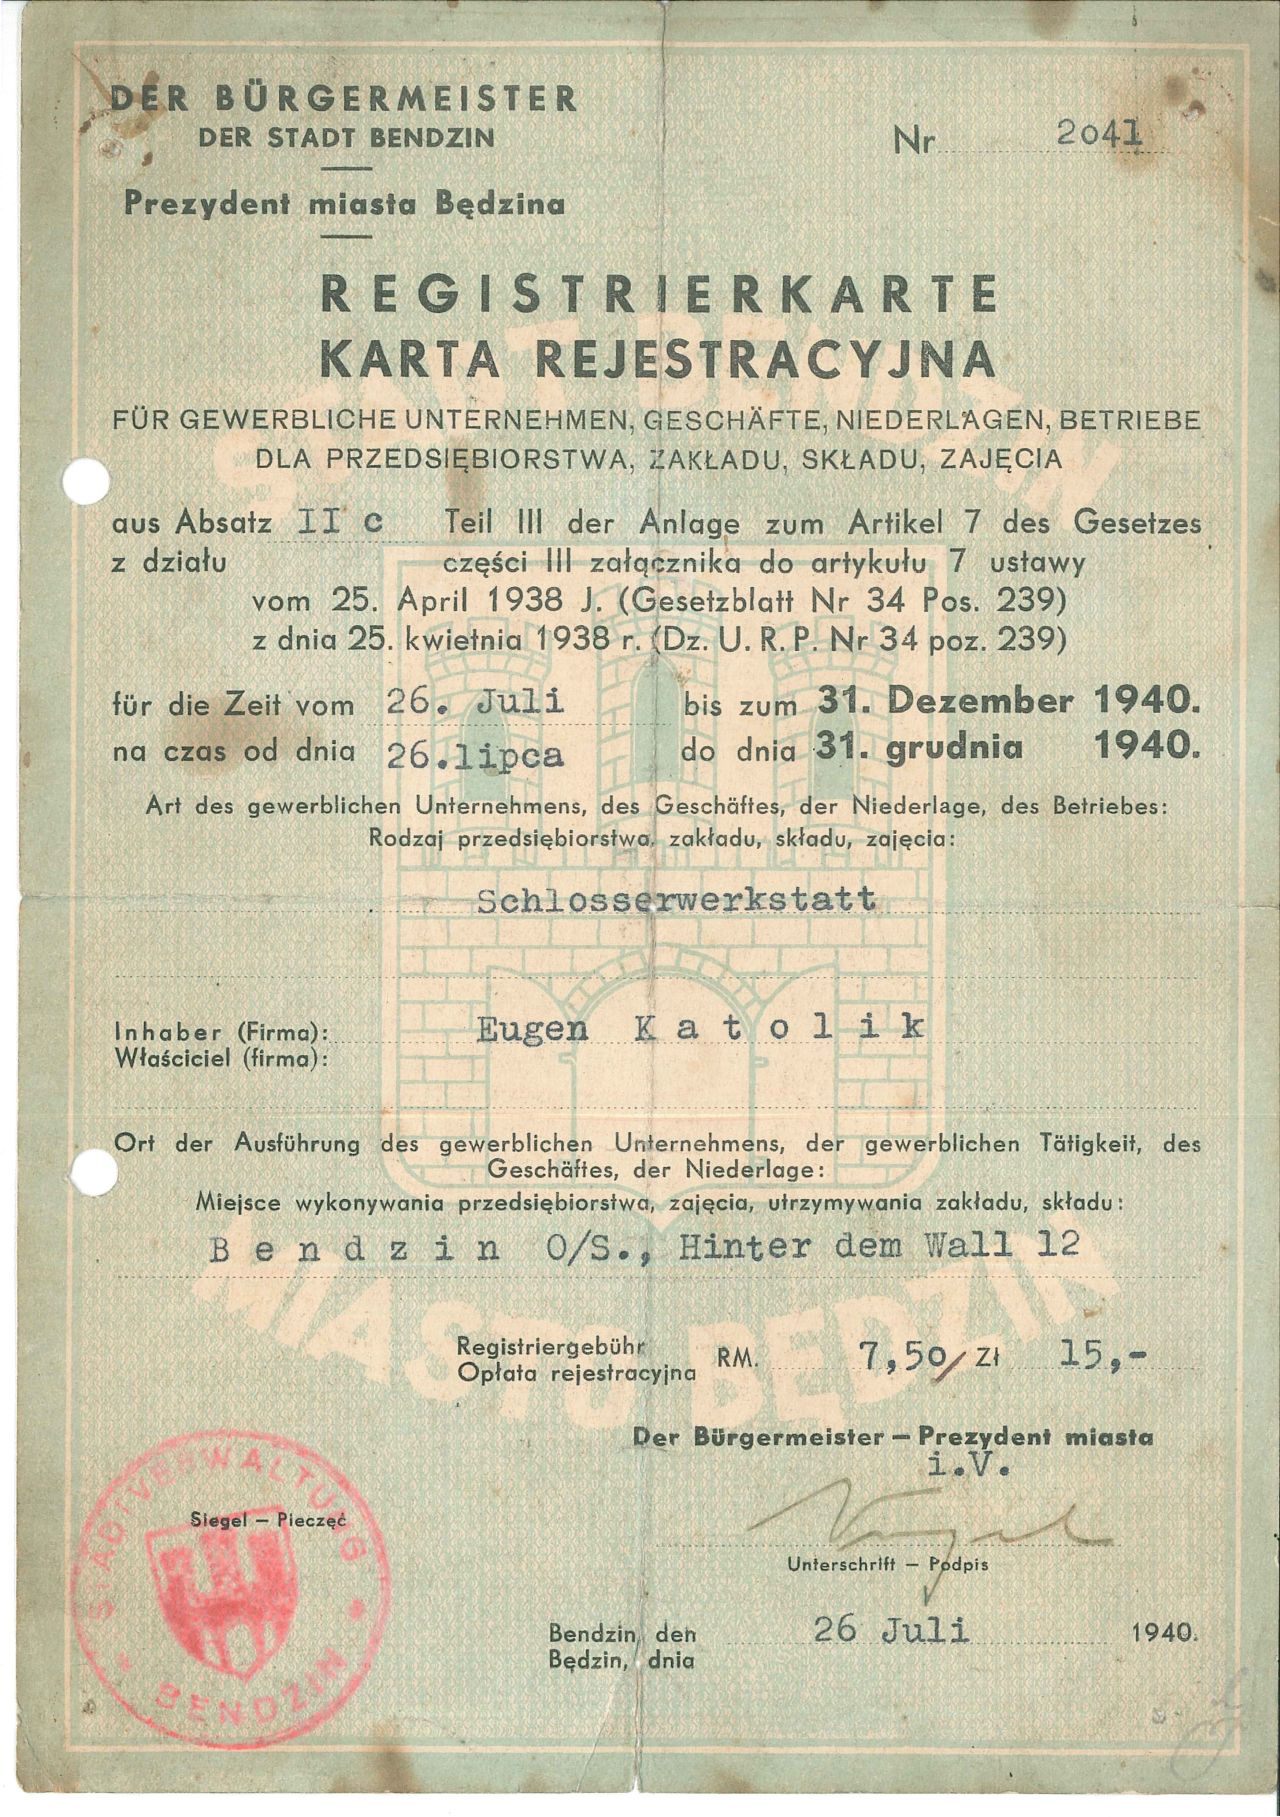 DER BÜRGERMEISTER
DER STADT BENDZIN
Nr 2041
Prezydent miasta Będzina
REGISTRIERKARTE
KARTA REJESTRACYJNA
FÜR GEWERBLICHE UNTERNEHMEN, GESCHÄFTE, NIEDERLAGEN, BETRIEBE
DLA PRZEDSIĘBIORSTWA, ZAKŁADU, SKŁADU, ZAJĘCIA
aus Absatz II c Teil III der Anlage zum Artikel 7 des Gesetzes
z działu części III załącznika do artykułu 7 ustawy
vom 25. April 1938 J. (Gesetzblatt Nr 34 Pos. 239)
z dnia 25. kwietnia 1938 r. (Dz. U. R. P. Nr 34 poz. 239)
für die Zeit vom 26. Juli bis zum 31. Dezember 1940.
na czas od dnia 26.lipca do dnia 31. grudnia 1940.
Art des gewerblichen Unternehmens, des Geschäftes, der Niederlage, des Betriebes:
Rodzaj przedsiębiorstwa, zakładu, składu, zajęcia:
Schlosserwerkstatt
Inhaber (Firma): Eugen Katolik
Właściciel (firma):
Ort der Ausführung des gewerblichen Unternehmens, der gewerblichen Tätigkeit, des
Geschäftes, der Niederlage:
Miejsce wykonywania przedsiębiorstwa, zajęcia, utrzymywania zakładu, składu:
Bendzin O/S., Hinter dem Wall 12
Registriergebühr RM. 7,50/ Zł 15,-
Opłata rejestracyjna
Der Bürgermeister — Prezydent miasta
i.V.
Siegel — Pieczęć
Unterschrift — Podpis
Bendzin, den 26 Juli 1940.
Będzin, dnia
STADT BENDZIN
MIASTO BĘDZIN
STADTVERWALTUNG
* BENDZIN *